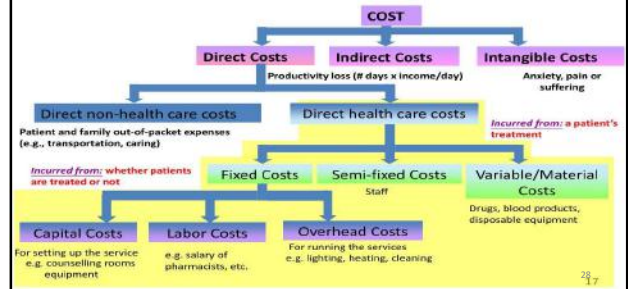 COST
Direct Costs
Indirect Costs
Intangible Costs
Productivity loss (# days x income/day)
Anxiety, pain or
suffering
Direct non-health care costs
Direct health care costs
Patient and family out-of-packet expenses
(e.g., transportation, caring)
Incurred from: a patient's
treatment
Incurred from: whether patients
are treated or not
Fixed Costs
Semi-fixed Costs
Variable/Material
Costs
Staff
Drugs, blood products,
disposable equipment
Capital Costs
Labor Costs
Overhead Costs
For setting up the service
e.g. counselling rooms
equipment
e.g. salary of
pharmacists, etc.
For running the services
e.g. lighting, heating, cleaning
28
17